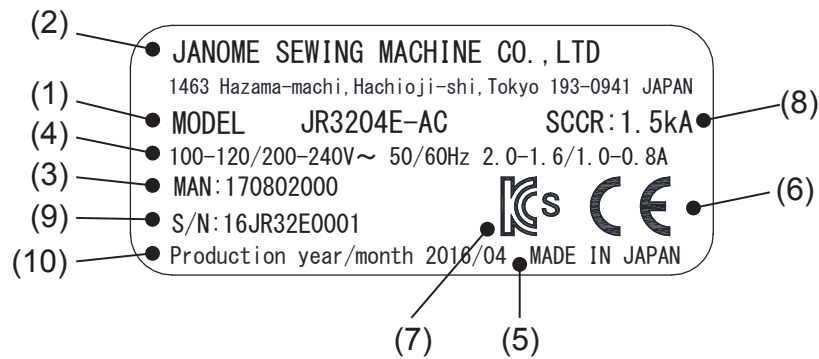 (2) JANOME SEWING MACHINE CO.,LTD
1463 Hazama-machi,Hachioji-shi,Tokyo 193-0941 JAPAN
(1) MODEL JR3204E-AC SCCR:1.5kA (8)
(4) 100-120/200-240V～ 50/60Hz 2.0-1.6/1.0-0.8A
(3) MAN:170802000
(9) S/N:16JR32E0001 KCs CE (6)
(10) Production year/month 2016/04 MADE IN JAPAN
(7) (5)